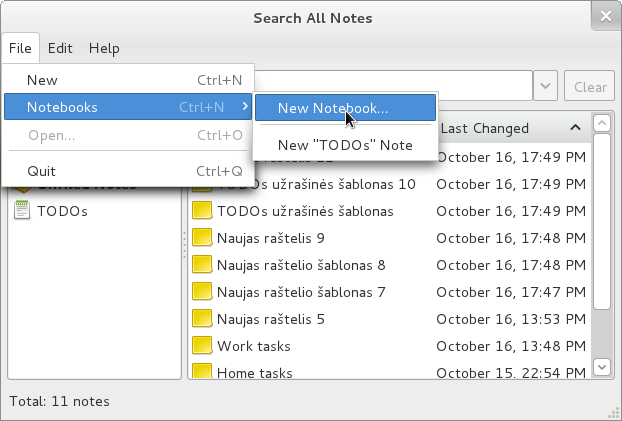 Search All Notes
File Edit Help
New Ctrl+N
Notebooks Ctrl+N
Open... Ctrl+O
Quit Ctrl+Q
New Notebook...
New "TODOs" Note
Clear
Last Changed
October 16, 17:49 PM
TODOs užrašinės šablonas 10 October 16, 17:49 PM
TODOs
TODOs užrašinės šablonas October 16, 17:49 PM
Naujas raštelis 9 October 16, 17:48 PM
Naujas raštelio šablonas 8 October 16, 17:48 PM
Naujas raštelio šablonas 7 October 16, 17:47 PM
Naujas raštelis 5 October 16, 13:53 PM
Work tasks October 16, 13:48 PM
Home tasks October 15, 22:54 PM
Total: 11 notes